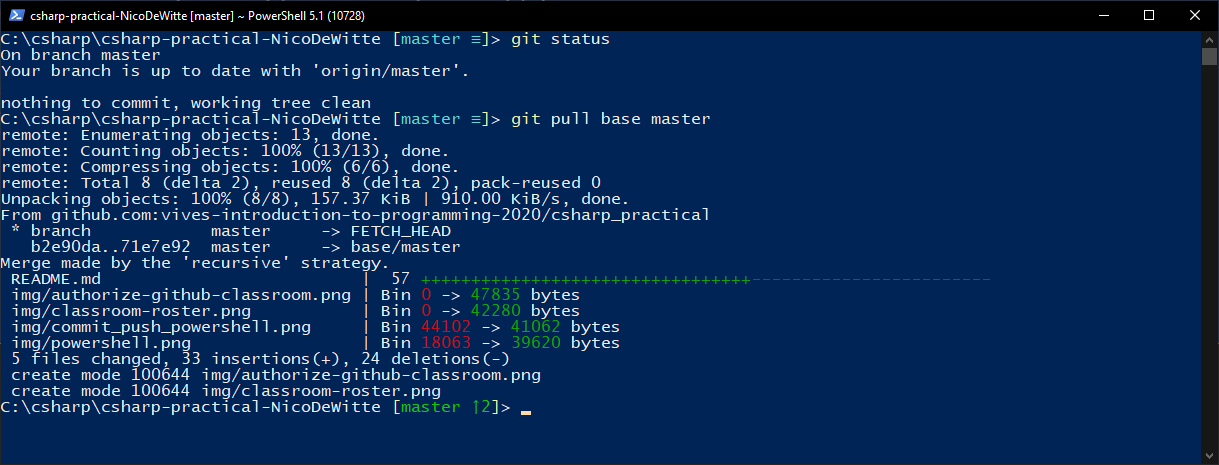 csharp-practical-NicoDeWitte [master] ~ PowerShell 5.1 (10728)
C:\csharp\csharp-practical-NicoDeWitte [master ≡]> git status
On branch master
Your branch is up to date with 'origin/master'.
nothing to commit, working tree clean
C:\csharp\csharp-practical-NicoDeWitte [master ≡]> git pull base master
remote: Enumerating objects: 13, done.
remote: Counting objects: 100% (13/13), done.
remote: Compressing objects: 100% (6/6), done.
remote: Total 8 (delta 2), reused 8 (delta 2), pack-reused 0
Unpacking objects: 100% (8/8), 157.37 KiB | 910.00 KiB/s, done.
From github.com:vives-introduction-to-programming-2020/csharp_practical
 * branch            master     -> FETCH_HEAD
   b2e90da..71e7e92  master     -> base/master
Merge made by the 'recursive' strategy.
 README.md                          |  57 +++++++++++++++++++++++++++++++++------------------------
 img/authorize-github-classroom.png | Bin 0 -> 47835 bytes
 img/classroom-roster.png           | Bin 0 -> 42280 bytes
 img/commit_push_powershell.png     | Bin 44102 -> 41062 bytes
 img/powershell.png                 | Bin 18063 -> 39620 bytes
 5 files changed, 33 insertions(+), 24 deletions(-)
 create mode 100644 img/authorize-github-classroom.png
 create mode 100644 img/classroom-roster.png
C:\csharp\csharp-practical-NicoDeWitte [master ↑2]>